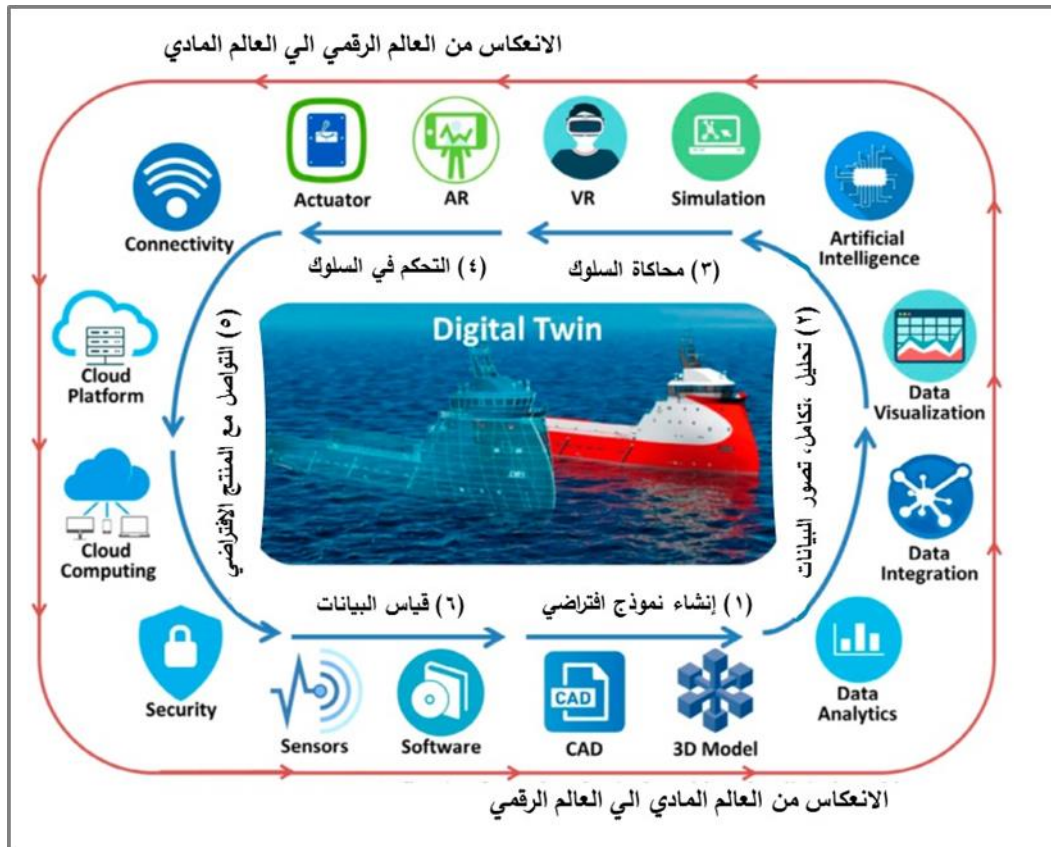 الانعكاس من العالم الرقمي الي العالم المادي
Actuator
AR
VR
Simulation
Connectivity
Artificial
Intelligence
(٤) التحكم في السلوك
(٣) محاكاة السلوك
Digital Twin
Cloud
Platform
(٥) التواصل مع المنتج الافتراضي
(٢) تحليل ،تكامل، تصور البيانات
Data
Visualization
Cloud
Computing
Data
Integration
(٦) قياس البيانات
(١) إنشاء نموذج افتراضي
Security
Sensors
Software
CAD
CAD
3D Model
Data
Analytics
الانعكاس من العالم المادي الي العالم الرقمي